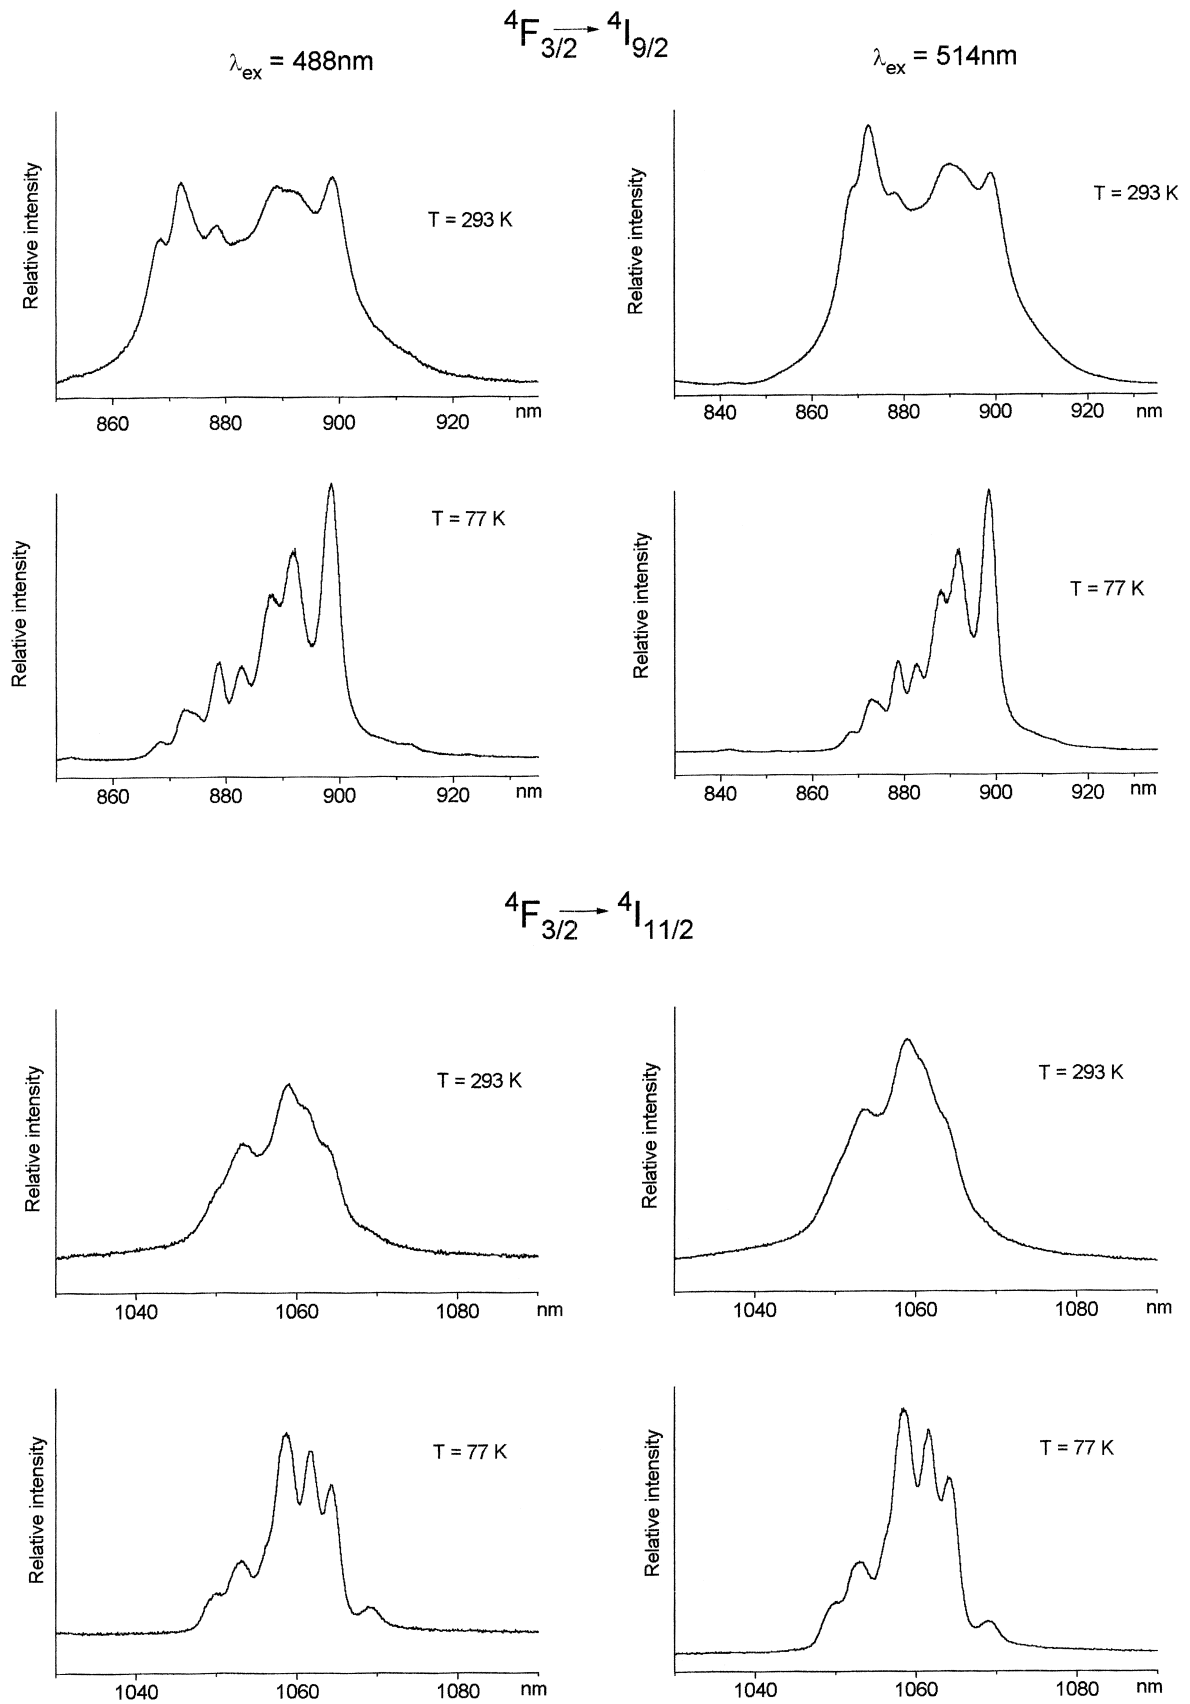 ⁴F₃/₂ → ⁴I₉/₂
λex = 488nm
λex = 514nm
Relative intensity
T = 293 K
860 880 900 920 nm
Relative intensity
T = 293 K
840 860 880 900 920 nm
Relative intensity
T = 77 K
860 880 900 920 nm
Relative intensity
T = 77 K
840 860 880 900 920 nm
⁴F₃/₂ → ⁴I₁₁/₂
Relative intensity
T = 293 K
1040 1060 1080 nm
Relative intensity
T = 293 K
1040 1060 1080 nm
Relative intensity
T = 77 K
1040 1060 1080 nm
Relative intensity
T = 77 K
1040 1060 1080 nm